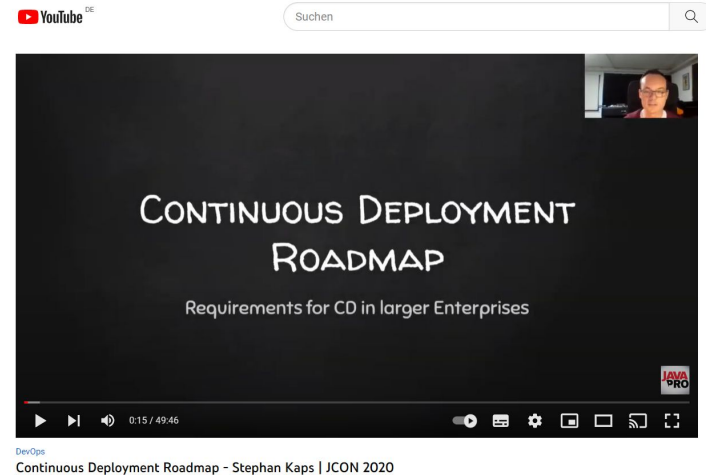 YouTube DE
Suchen
CONTINUOUS DEPLOYMENT
ROADMAP
Requirements for CD in larger Enterprises
JAVA
PRO
0:15 / 49:46
DevOps
Continuous Deployment Roadmap - Stephan Kaps | JCON 2020